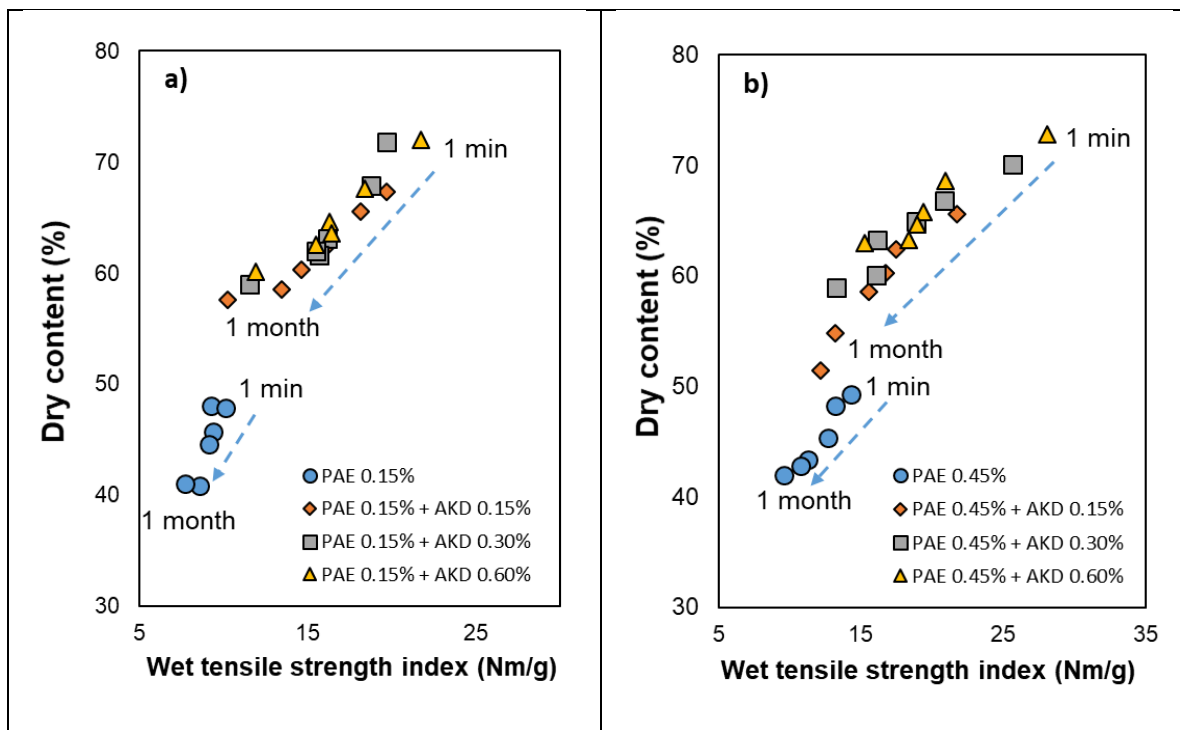 a)
Dry content (%)
80
70
60
50
40
30
1 min
1 month
1 min
1 month
PAE 0.15%
PAE 0.15% + AKD 0.15%
PAE 0.15% + AKD 0.30%
PAE 0.15% + AKD 0.60%
5
15
25
Wet tensile strength index (Nm/g)
b)
Dry content (%)
80
70
60
50
40
30
1 min
1 month
1 min
1 month
PAE 0.45%
PAE 0.45% + AKD 0.15%
PAE 0.45% + AKD 0.30%
PAE 0.45% + AKD 0.60%
5
15
25
35
Wet tensile strength index (Nm/g)